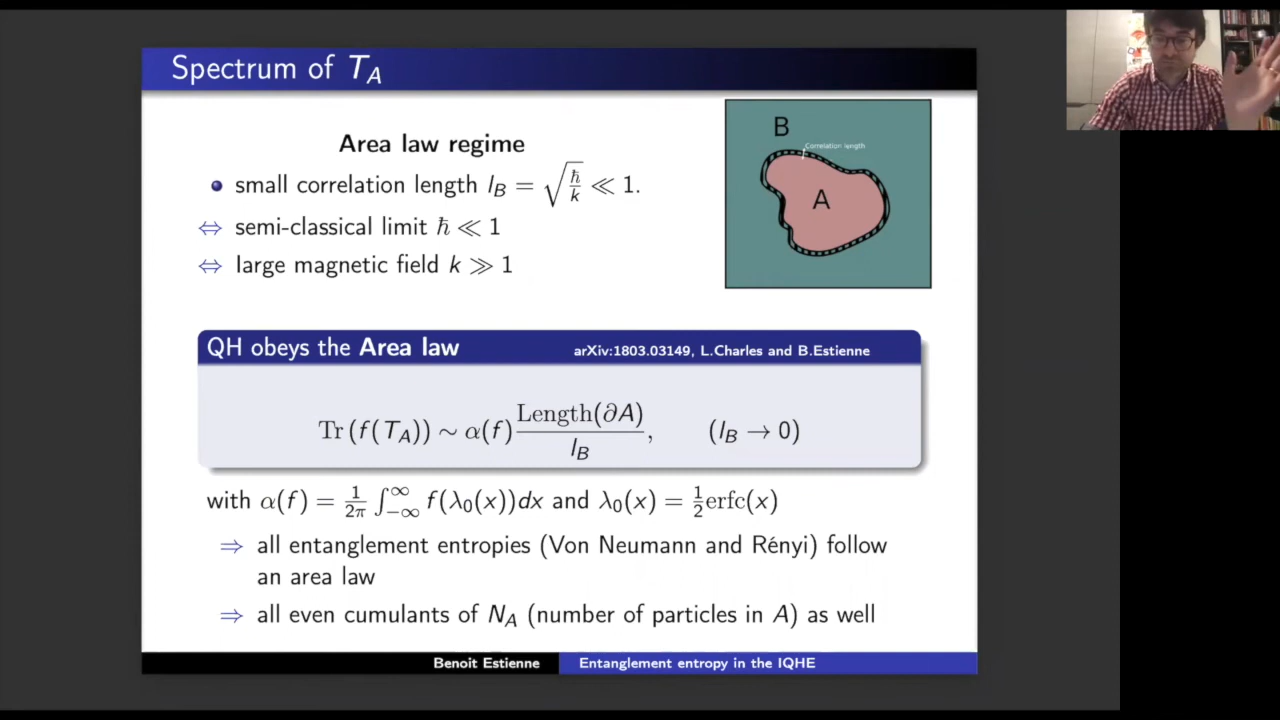 Spectrum of T_A
Area law regime
small correlation length l_B = √(ħ/k) ≪ 1.
⇔ semi-classical limit ħ ≪ 1
⇔ large magnetic field k ≫ 1
B
Correlation length
A
QH obeys the Area law arXiv:1803.03149, L.Charles and B.Estienne
Tr (f(T_A)) ∼ α(f) Length(∂A)/l_B, (l_B → 0)
with α(f) = 1/2π ∫_{-∞}^{∞} f(λ_0(x))dx and λ_0(x) = ½erfc(x)
⇒ all entanglement entropies (Von Neumann and Rényi) follow
an area law
⇒ all even cumulants of N_A (number of particles in A) as well
Benoit Estienne Entanglement entropy in the IQHE